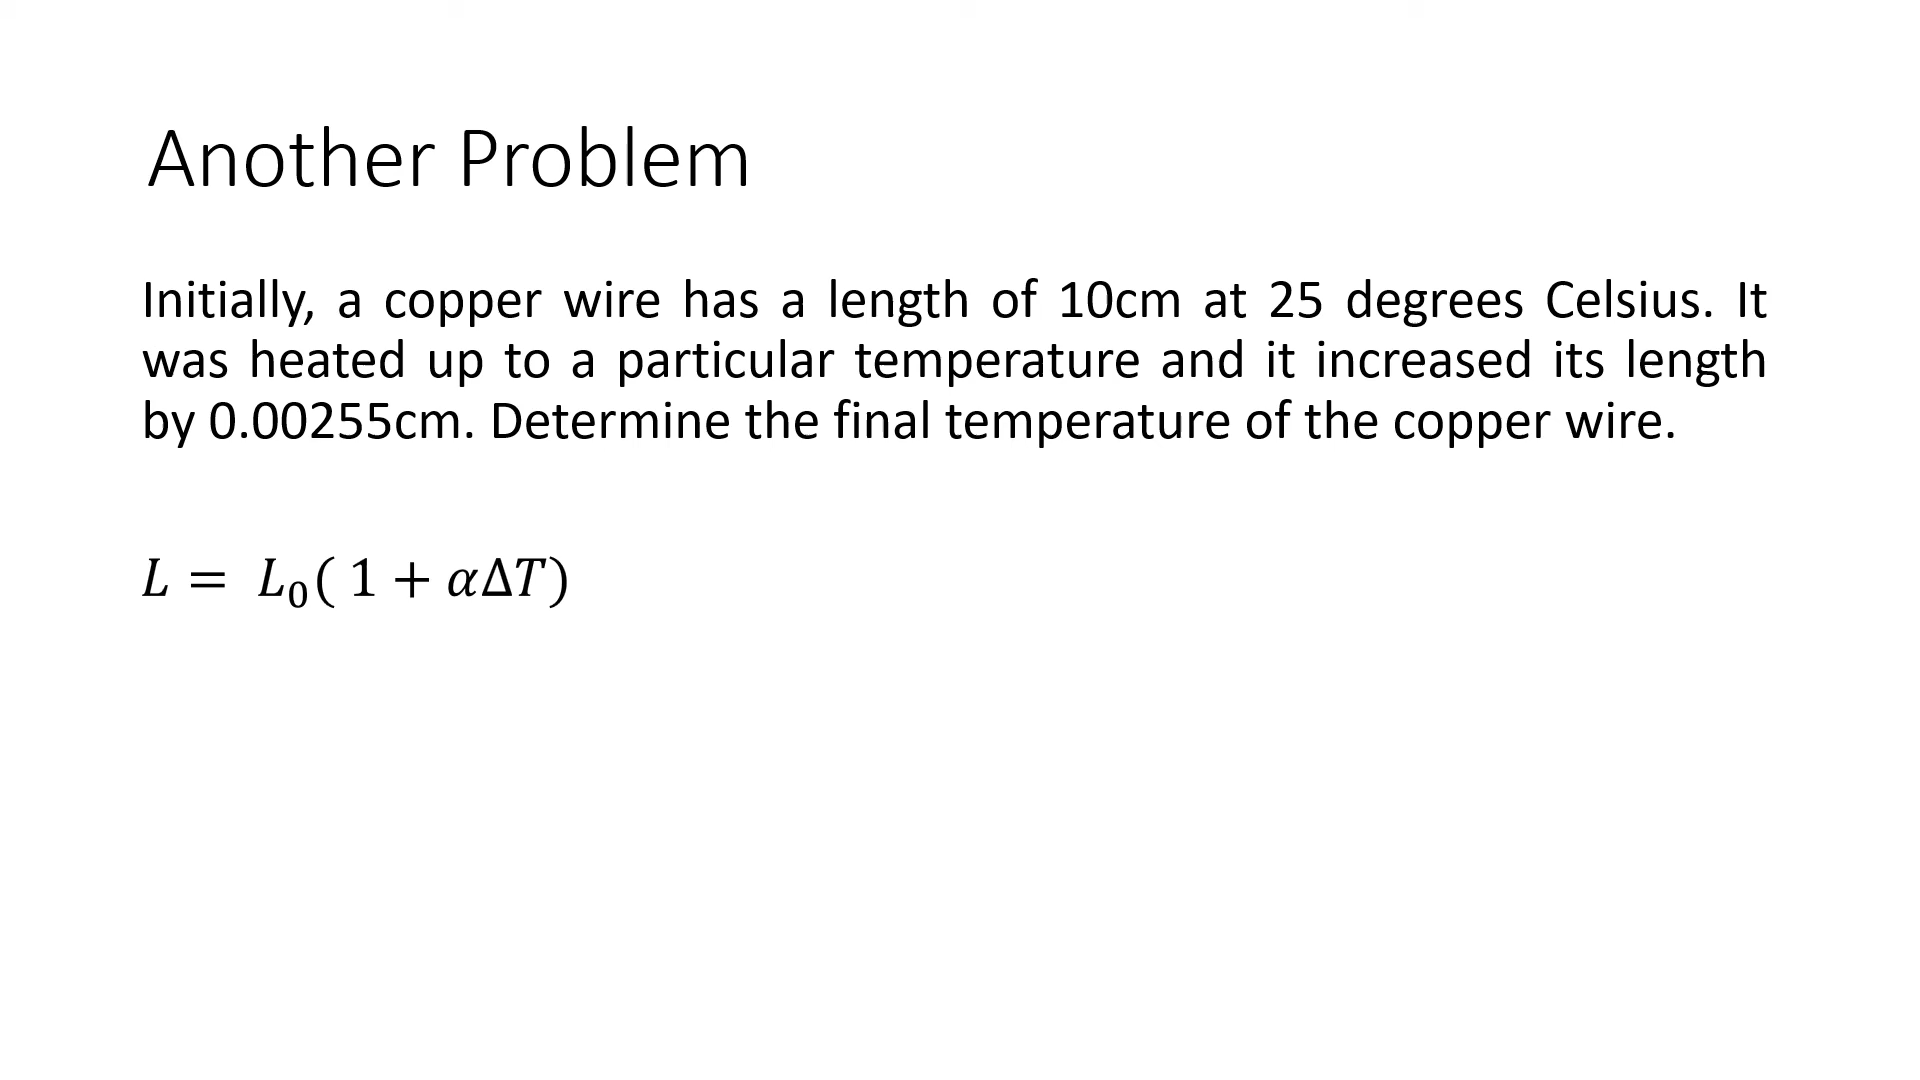 Another Problem
Initially, a copper wire has a length of 10cm at 25 degrees Celsius. It
was heated up to a particular temperature and it increased its length
by 0.00255cm. Determine the final temperature of the copper wire.
𝐿 = 𝐿₀( 1 + 𝛼Δ𝑇)